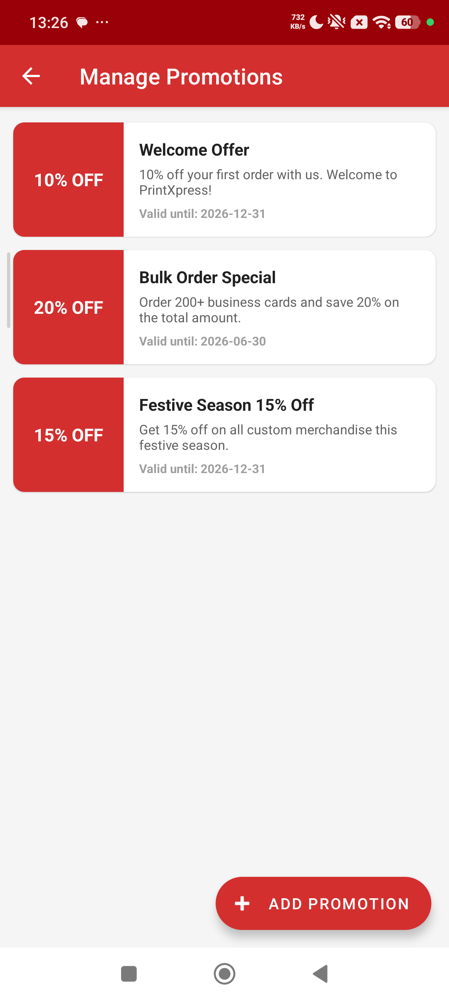 13:26
732
KB/s
60
Manage Promotions
10% OFF
Welcome Offer
10% off your first order with us. Welcome to
PrintXpress!
Valid until: 2026-12-31
20% OFF
Bulk Order Special
Order 200+ business cards and save 20% on
the total amount.
Valid until: 2026-06-30
15% OFF
Festive Season 15% Off
Get 15% off on all custom merchandise this
festive season.
Valid until: 2026-12-31
ADD PROMOTION